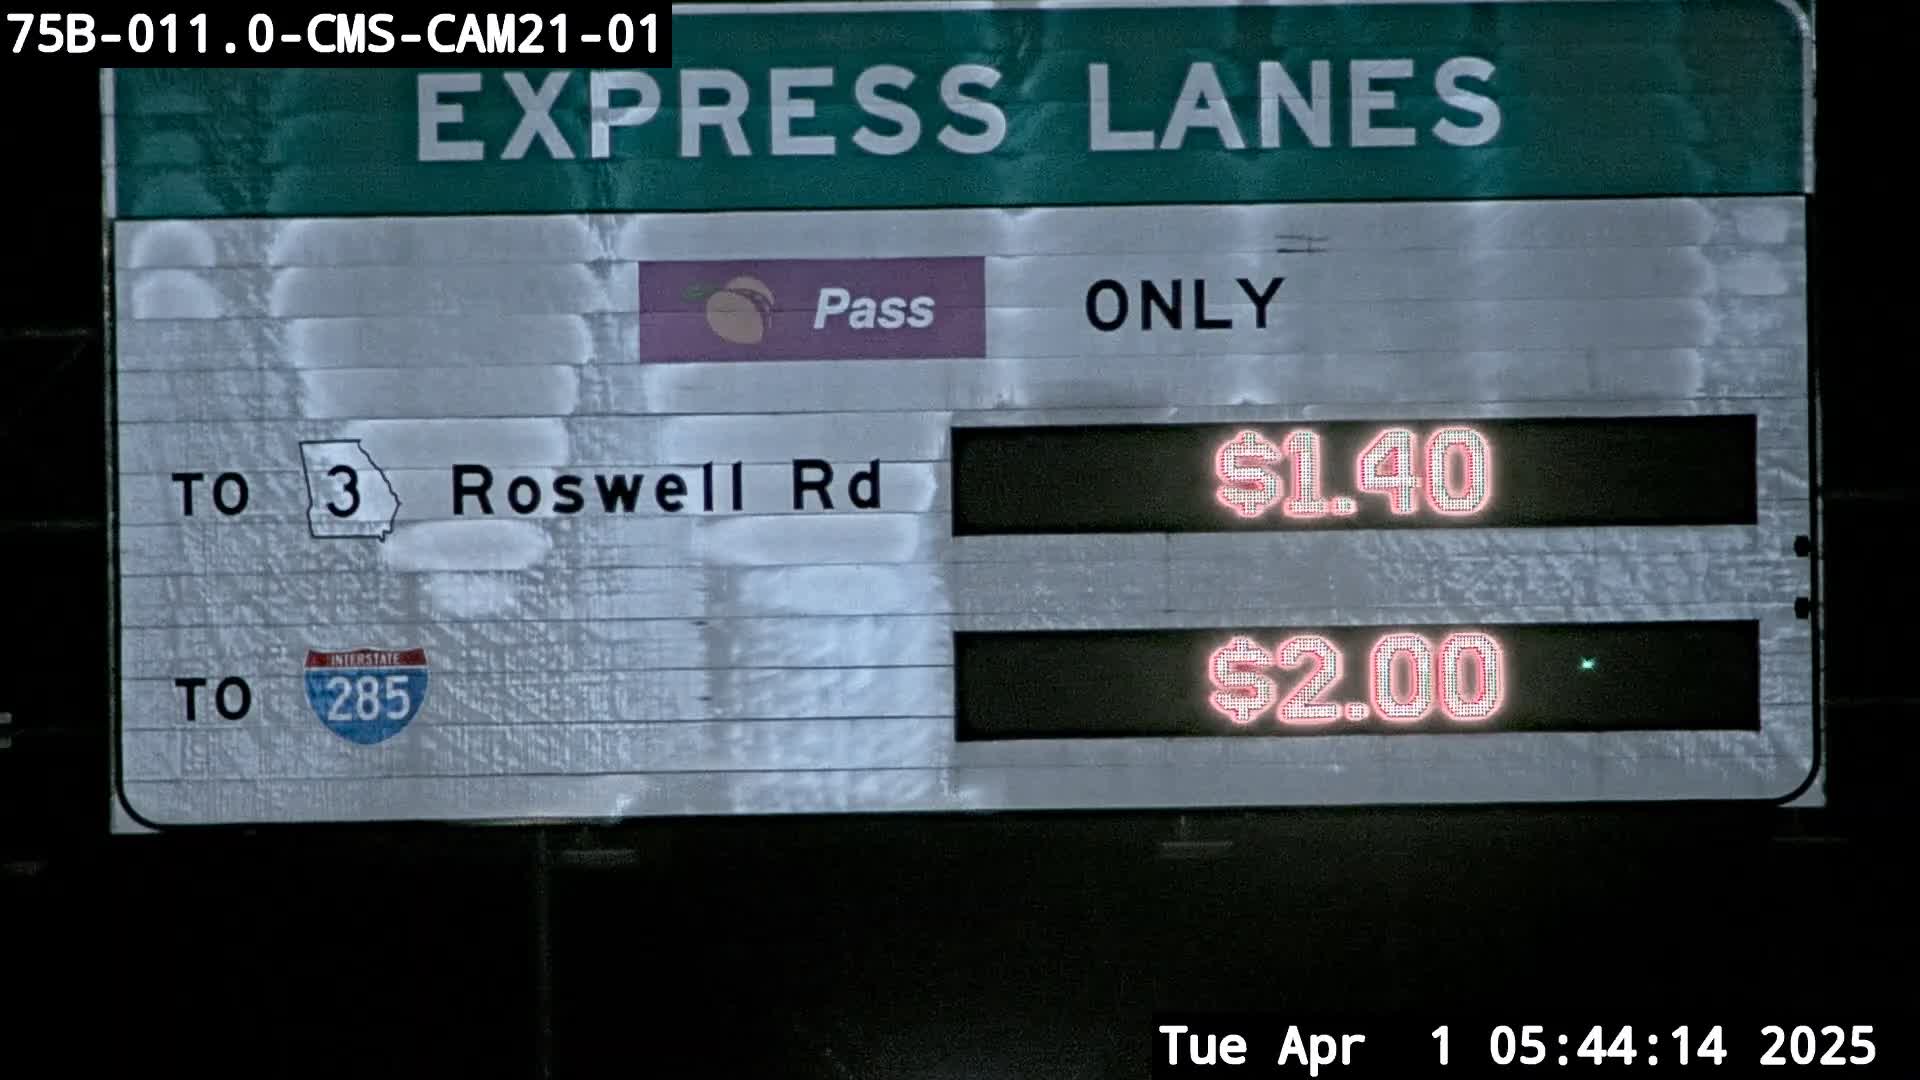 75B-011.0-CMS-CAM21-01
EXPRESS LANES
Pass ONLY
TO 3 Roswell Rd $1.40
INTERSTATE
TO 285 $2.00
Tue Apr 1 05:44:14 2025